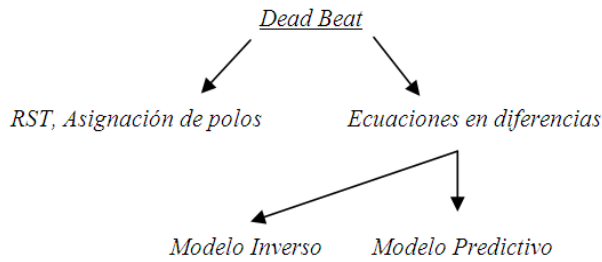 Dead Beat
RST, Asignación de polos
Ecuaciones en diferencias
Modelo Inverso
Modelo Predictivo